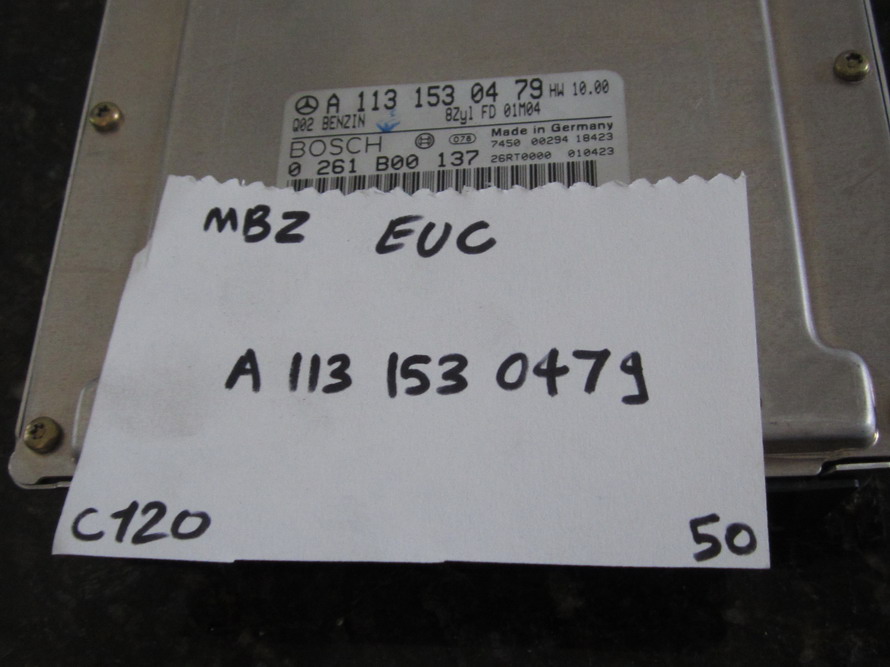 A 113 153 04 79 HW 10.00
Q02 BENZIN 8Zyl FD 01M04
BOSCH 078 Made in Germany
7450 00294 18423
0 261 B00 137 26RT0000 010423
MBZ EUC
A 113 153 0479
C120 50